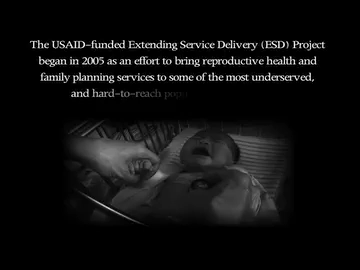 The USAID-funded Extending Service Delivery (ESD) Project
began in 2005 as an effort to bring reproductive health and
family planning services to some of the most underserved,
and hard-to-reach